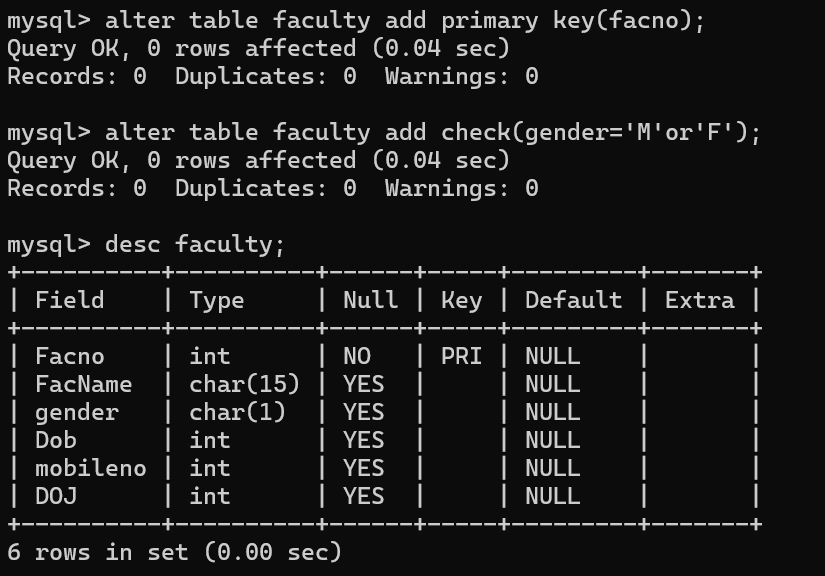 mysql> alter table faculty add primary key(facno);
Query OK, 0 rows affected (0.04 sec)
Records: 0  Duplicates: 0  Warnings: 0

mysql> alter table faculty add check(gender='M'or'F');
Query OK, 0 rows affected (0.04 sec)
Records: 0  Duplicates: 0  Warnings: 0

mysql> desc faculty;
+----------+----------+------+-----+---------+-------+
| Field    | Type     | Null | Key | Default | Extra |
+----------+----------+------+-----+---------+-------+
| Facno    | int      | NO   | PRI | NULL    |       |
| FacName  | char(15) | YES  |     | NULL    |       |
| gender   | char(1)  | YES  |     | NULL    |       |
| Dob      | int      | YES  |     | NULL    |       |
| mobileno | int      | YES  |     | NULL    |       |
| DOJ      | int      | YES  |     | NULL    |       |
+----------+----------+------+-----+---------+-------+
6 rows in set (0.00 sec)